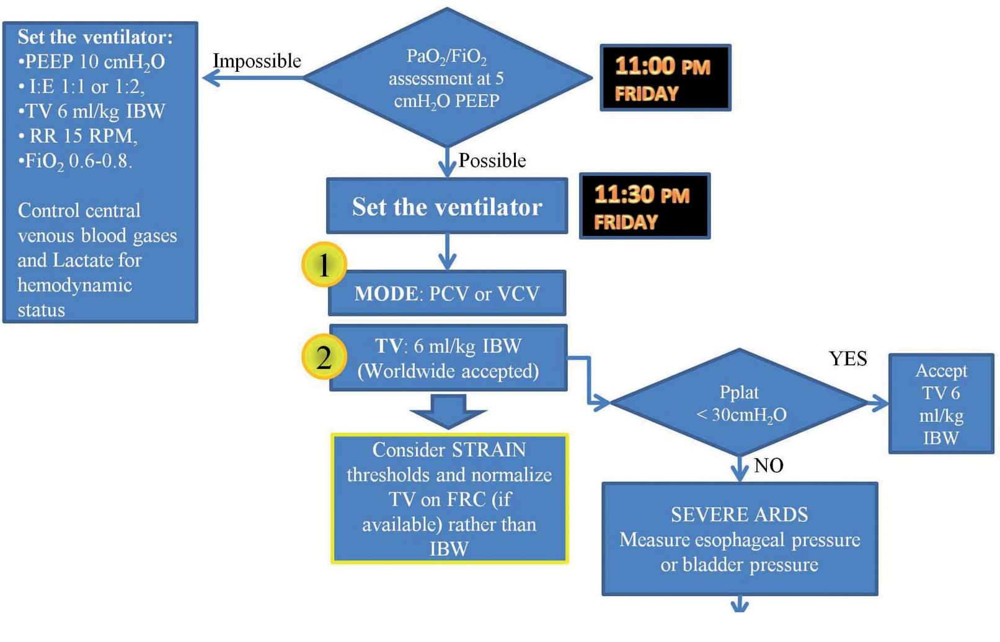 Set the ventilator:
•PEEP 10 cmH₂O
• I:E 1:1 or 1:2,
•TV 6 ml/kg IBW
• RR 15 RPM,
•FiO₂ 0.6-0.8.
Control central
venous blood gases
and Lactate for
hemodynamic
status
Impossible
PaO₂/FiO₂
assessment at 5
cmH₂O PEEP
11:00 PM
FRIDAY
Possible
Set the ventilator
11:30 PM
FRIDAY
1
MODE: PCV or VCV
2
TV: 6 ml/kg IBW
(Worldwide accepted)
Consider STRAIN
thresholds and normalize
TV on FRC (if
available) rather than
IBW
Pplat
< 30cmH₂O
YES
Accept
TV 6
ml/kg
IBW
NO
SEVERE ARDS
Measure esophageal pressure
or bladder pressure